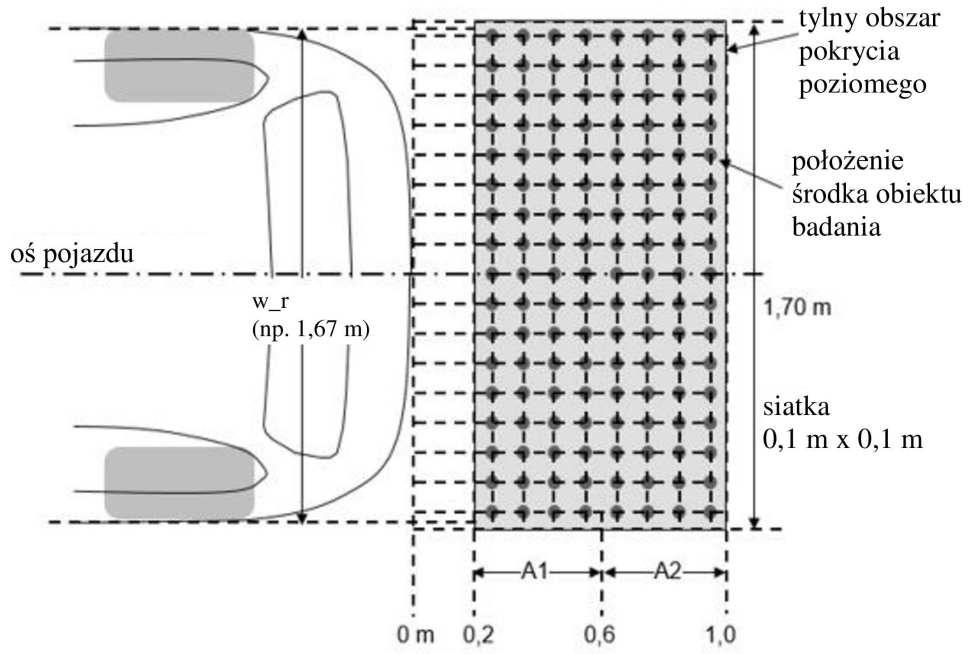 tylny obszar
pokrycia
poziomego
położenie
środka obiektu
badania
oś pojazdu
w_r
(np. 1,67 m)
1,70 m
siatka
0,1 m x 0,1 m
A1
A2
0 m
0,2
0,6
1,0